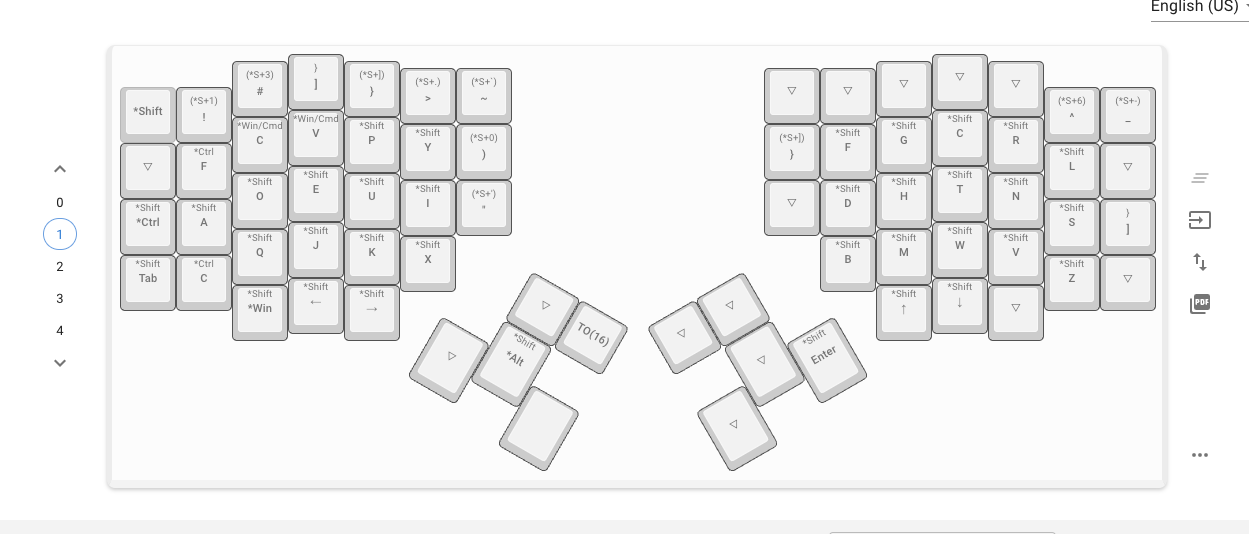 English (US)
*Shift
(*S+1)
!
(*S+3)
#
}
]
(*S+])
}
(*S+.)
>
(*S+`)
~
(*S+6)
^
(*S+-)
_
*Ctrl
F
*Win/Cmd
C
*Win/Cmd
V
*Shift
P
*Shift
Y
(*S+0)
)
(*S+])
}
*Shift
F
*Shift
G
*Shift
C
*Shift
R
*Shift
L
*Shift
*Ctrl
*Shift
A
*Shift
O
*Shift
E
*Shift
U
*Shift
I
(*S+')
"
*Shift
D
*Shift
H
*Shift
T
*Shift
N
*Shift
S
}
]
*Shift
Tab
*Ctrl
C
*Shift
Q
*Shift
J
*Shift
K
*Shift
X
*Shift
B
*Shift
M
*Shift
W
*Shift
V
*Shift
Z
*Shift
*Win
*Shift
←
*Shift
→
*Shift
↑
*Shift
↓
TO(16)
*Shift
*Alt
*Shift
Enter
0
1
2
3
4
PDF